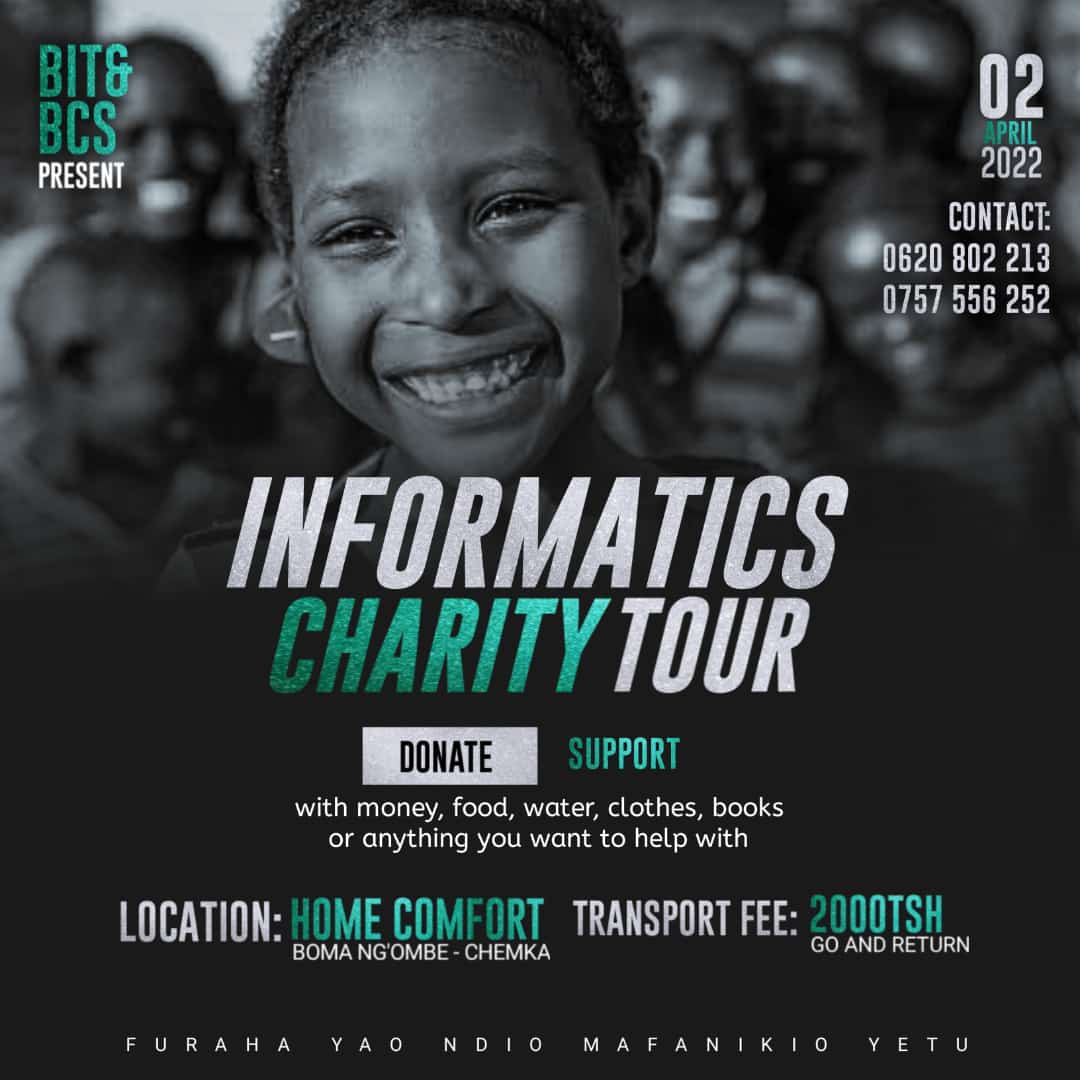 BIT&
BCS
PRESENT
02
APRIL
2022
CONTACT:
0620 802 213
0757 556 252
INFORMATICS
CHARITY TOUR
DONATE SUPPORT
with money, food, water, clothes, books
or anything you want to help with
LOCATION: HOME COMFORT
BOMA NG'OMBE - CHEMKA
TRANSPORT FEE: 2000TSH
GO AND RETURN
FURAHA YAO NDIO MAFANIKIO YETU